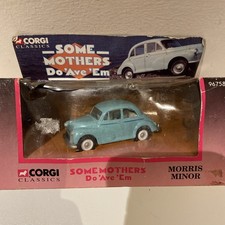 CORGI
CLASSICS
SOME
MOTHERS
Do 'Ave 'Em
96758
CORGI
CLASSICS
SOME MOTHERS
Do 'Ave 'Em
MORRIS
MINOR